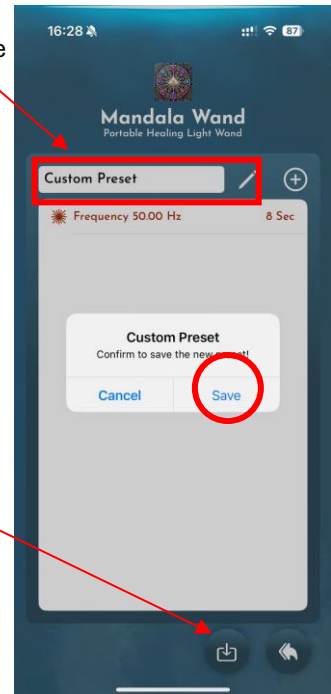 e
16:28
87
Mandala Wand
Portable Healing Light Wand
Custom Preset
Frequency 50.00 Hz 8 Sec
Custom Preset
Confirm to save the new preset!
Cancel Save